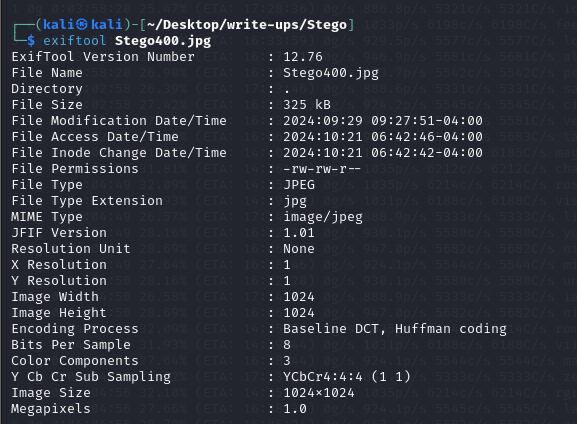 ┌──(kali㉿kali)-[~/Desktop/write-ups/Stego]
└─$ exiftool Stego400.jpg
ExifTool Version Number : 12.76
File Name : Stego400.jpg
Directory : .
File Size : 325 kB
File Modification Date/Time : 2024:09:29 09:27:51-04:00
File Access Date/Time : 2024:10:21 06:42:46-04:00
File Inode Change Date/Time : 2024:10:21 06:42:42-04:00
File Permissions : -rw-rw-r--
File Type : JPEG
File Type Extension : jpg
MIME Type : image/jpeg
JFIF Version : 1.01
Resolution Unit : None
X Resolution : 1
Y Resolution : 1
Image Width : 1024
Image Height : 1024
Encoding Process : Baseline DCT, Huffman coding
Bits Per Sample : 8
Color Components : 3
Y Cb Cr Sub Sampling : YCbCr4:4:4 (1 1)
Image Size : 1024×1024
Megapixels : 1.0